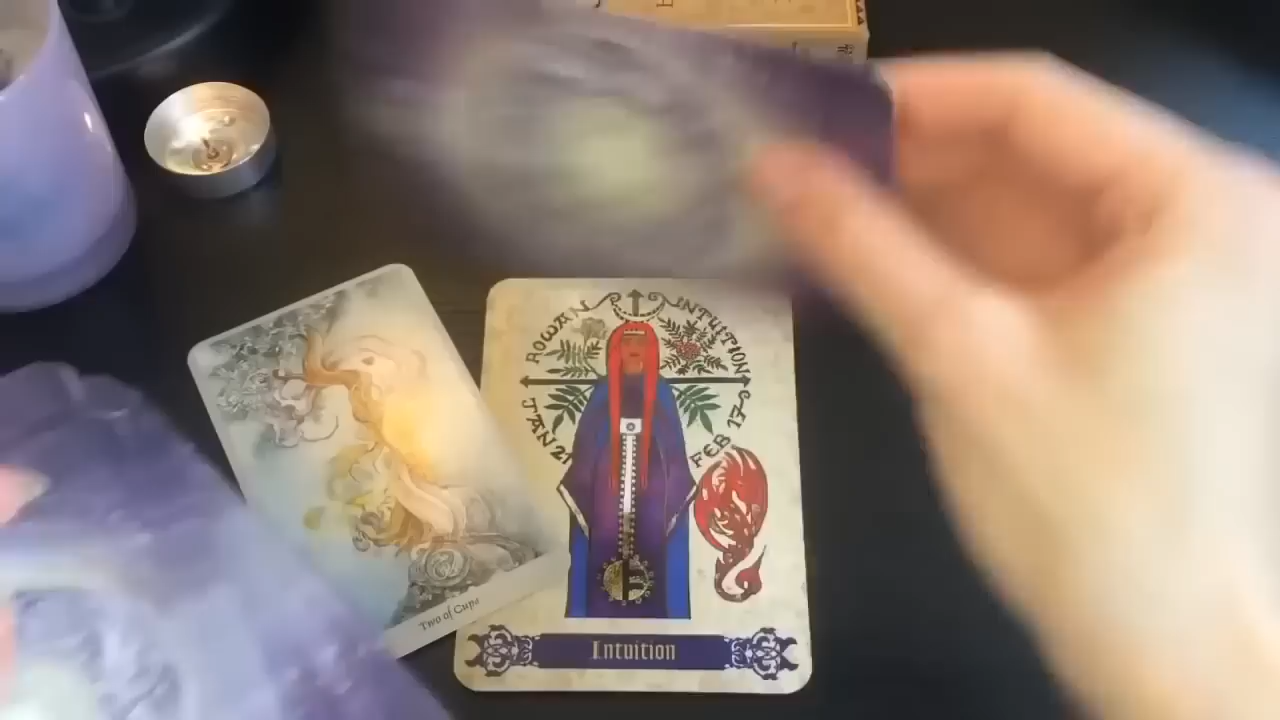 ROWAN INTUITION
JAN 21
FEB 17
Two of Cups
Intuition